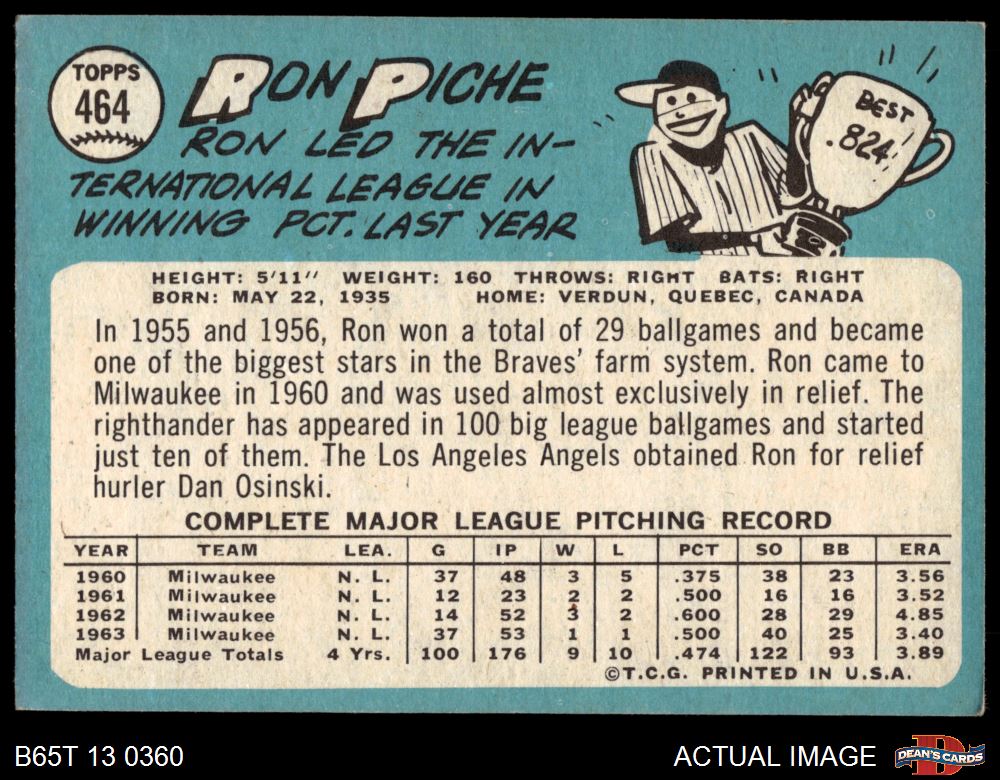 TOPPS
464
RON PICHE
RON LED THE IN-
TERNATIONAL LEAGUE IN
WINNING PCT. LAST YEAR
BEST
.824
HEIGHT: 5'11" WEIGHT: 160 THROWS: RIGHT BATS: RIGHT
BORN: MAY 22, 1935 HOME: VERDUN, QUEBEC, CANADA
In 1955 and 1956, Ron won a total of 29 ballgames and became
one of the biggest stars in the Braves' farm system. Ron came to
Milwaukee in 1960 and was used almost exclusively in relief. The
righthander has appeared in 100 big league ballgames and started
just ten of them. The Los Angeles Angels obtained Ron for relief
hurler Dan Osinski.
COMPLETE MAJOR LEAGUE PITCHING RECORD
YEAR TEAM LEA. G IP W L PCT SO BB ERA
1960 Milwaukee N. L. 37 48 3 5 .375 38 23 3.56
1961 Milwaukee N. L. 12 23 2 2 .500 16 16 3.52
1962 Milwaukee N. L. 14 52 3 2 .600 28 29 4.85
1963 Milwaukee N. L. 37 53 1 1 .500 40 25 3.40
Major League Totals 4 Yrs. 100 176 9 10 .474 122 93 3.89
©T.C.G. PRINTED IN U.S.A.
B65T 13 0360
ACTUAL IMAGE
D
DEAN'S CARDS